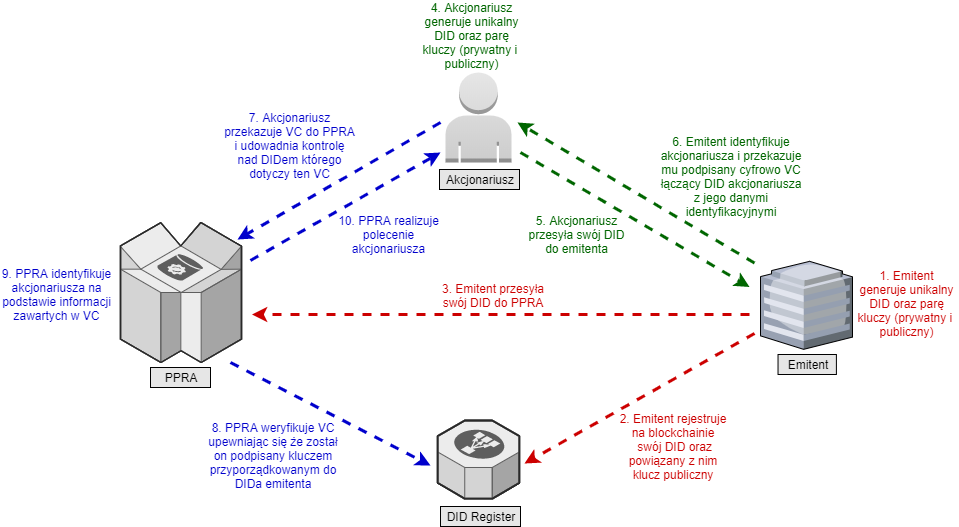 4. Akcjonariusz
generuje unikalny
DID oraz parę
kluczy (prywatny i
publiczny)
7. Akcjonariusz
przekazuje VC do PPRA
i udowadnia kontrolę
nad DIDem którego
dotyczy ten VC
6. Emitent identyfikuje
akcjonariusza i przekazuje
mu podpisany cyfrowo VC
łączący DID akcjonariusza
z jego danymi
identyfikacyjnymi
Akcjonariusz
10. PPRA realizuje
polecenie
akcjonariusza
5. Akcjonariusz
przesyła swój DID
do emitenta
9. PPRA identyfikuje
akcjonariusza na
podstawie informacji
zawartych w VC
3. Emitent przesyła
swój DID do PPRA
1. Emitent
generuje unikalny
DID oraz parę
kluczy (prywatny i
publiczny)
PPRA
Emitent
8. PPRA weryfikuje VC
upewniając się że został
on podpisany kluczem
przyporządkowanym do
DIDa emitenta
2. Emitent rejestruje
na blockchainie
swój DID oraz
powiązany z nim
klucz publiczny
DID Register